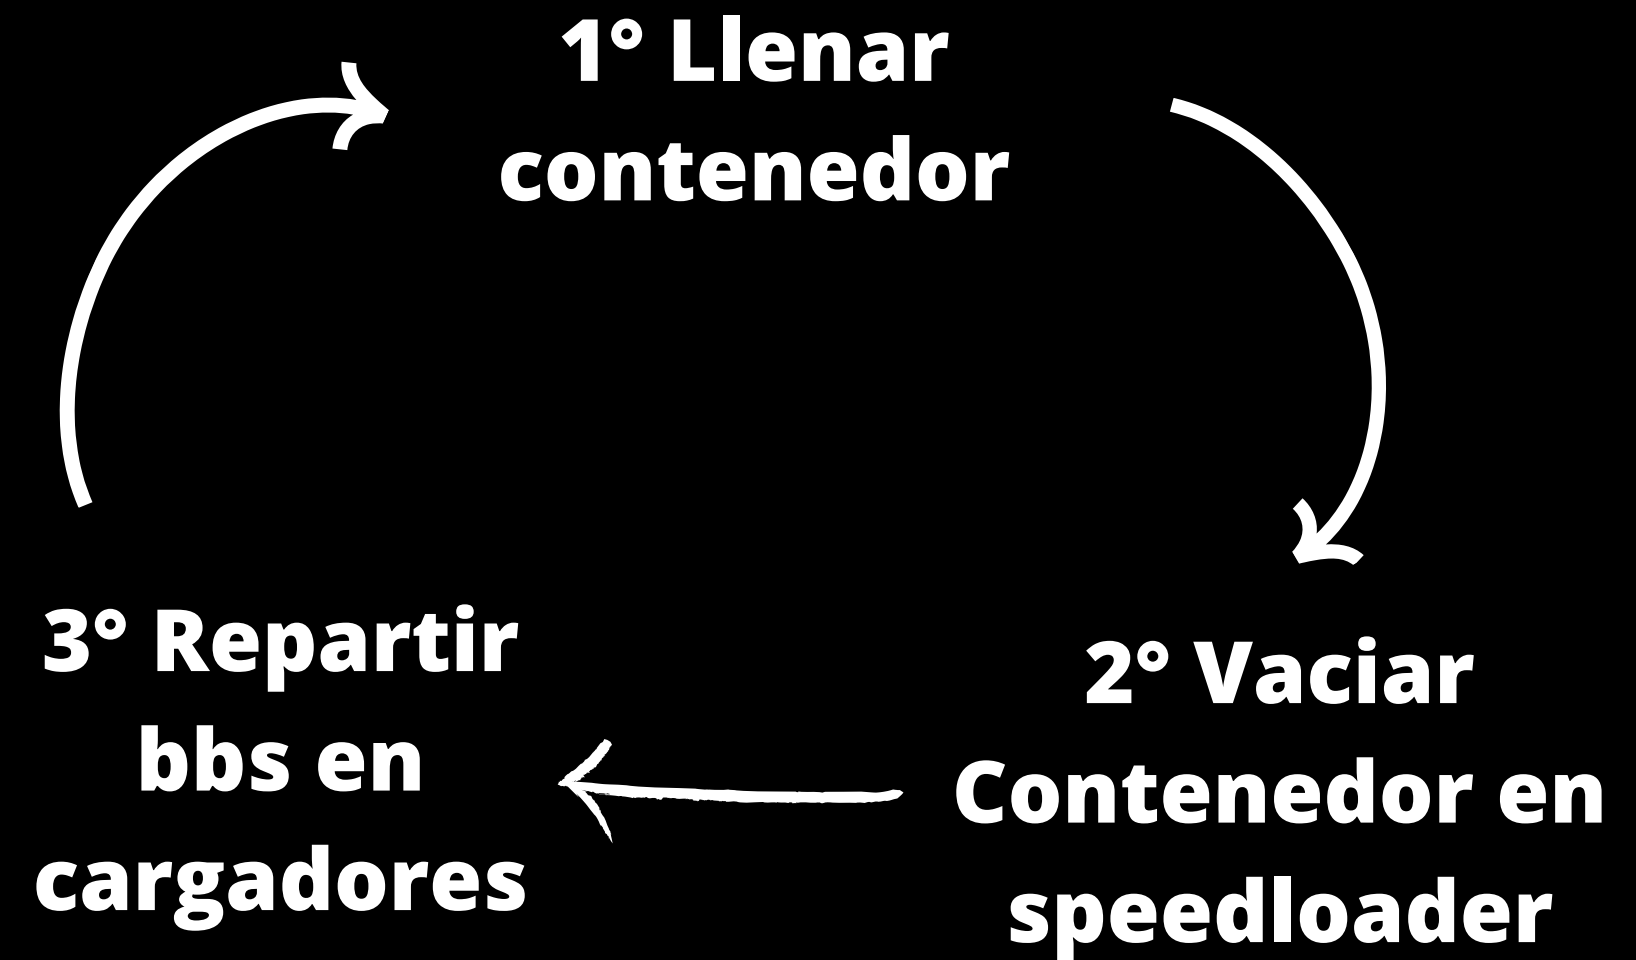 1° Llenar
contenedor
2° Vaciar
Contenedor en
speedloader
3° Repartir
bbs en
cargadores